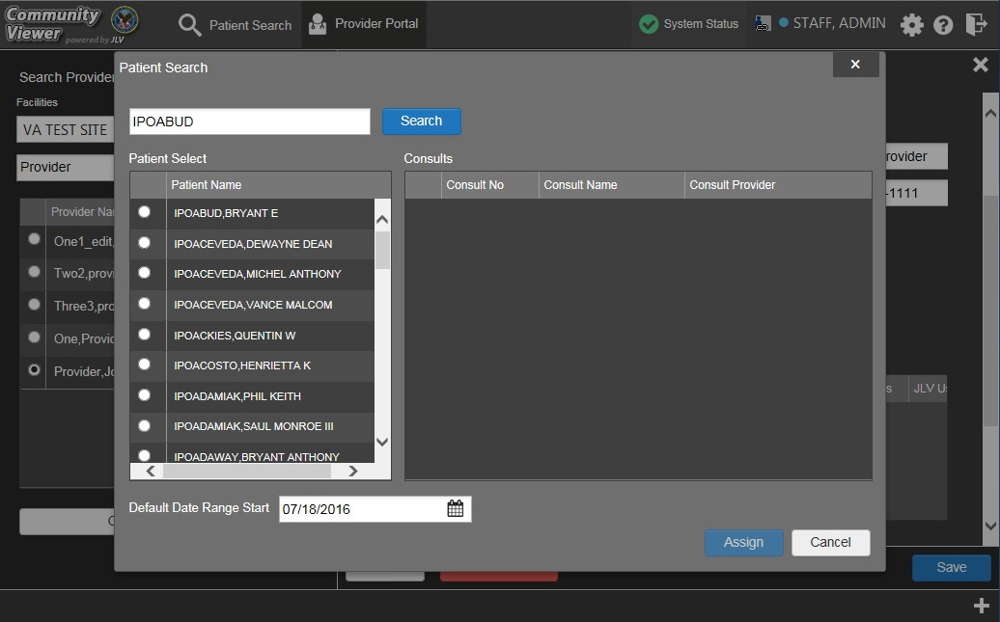 Community
Viewer powered by JLV
Patient Search
Provider Portal
System Status
STAFF, ADMIN
Search Provider
Facilities
VA TEST SITE
Provider
Provider Na
One1_edit,
Two2,provi
Three3,pro
One,Provid
Provider,Jo
Patient Search
IPOABUD
Search
Patient Select
Patient Name
IPOABUD,BRYANT E
IPOACEVEDA,DEWAYNE DEAN
IPOACEVEDA,MICHEL ANTHONY
IPOACEVEDA,VANCE MALCOM
IPOACKIES,QUENTIN W
IPOACOSTO,HENRIETTA K
IPOADAMIAK,PHIL KEITH
IPOADAMIAK,SAUL MONROE III
IPOADAWAY,BRYANT ANTHONY
Consults
Consult No Consult Name Consult Provider
Default Date Range Start 07/18/2016
Assign Cancel
rovider
-1111
s JLV Us
Save